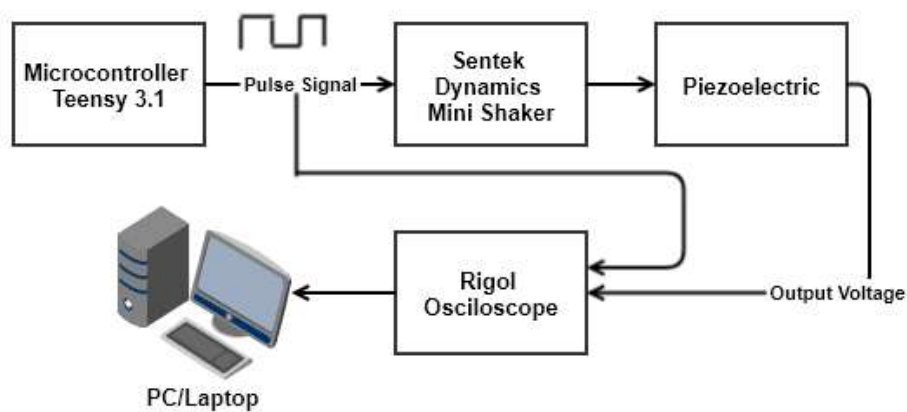 Microcontroller
Teensy 3.1
Pulse Signal
Sentek
Dynamics
Mini Shaker
Piezoelectric
Rigol
Osciloscope
Output Voltage
PC/Laptop